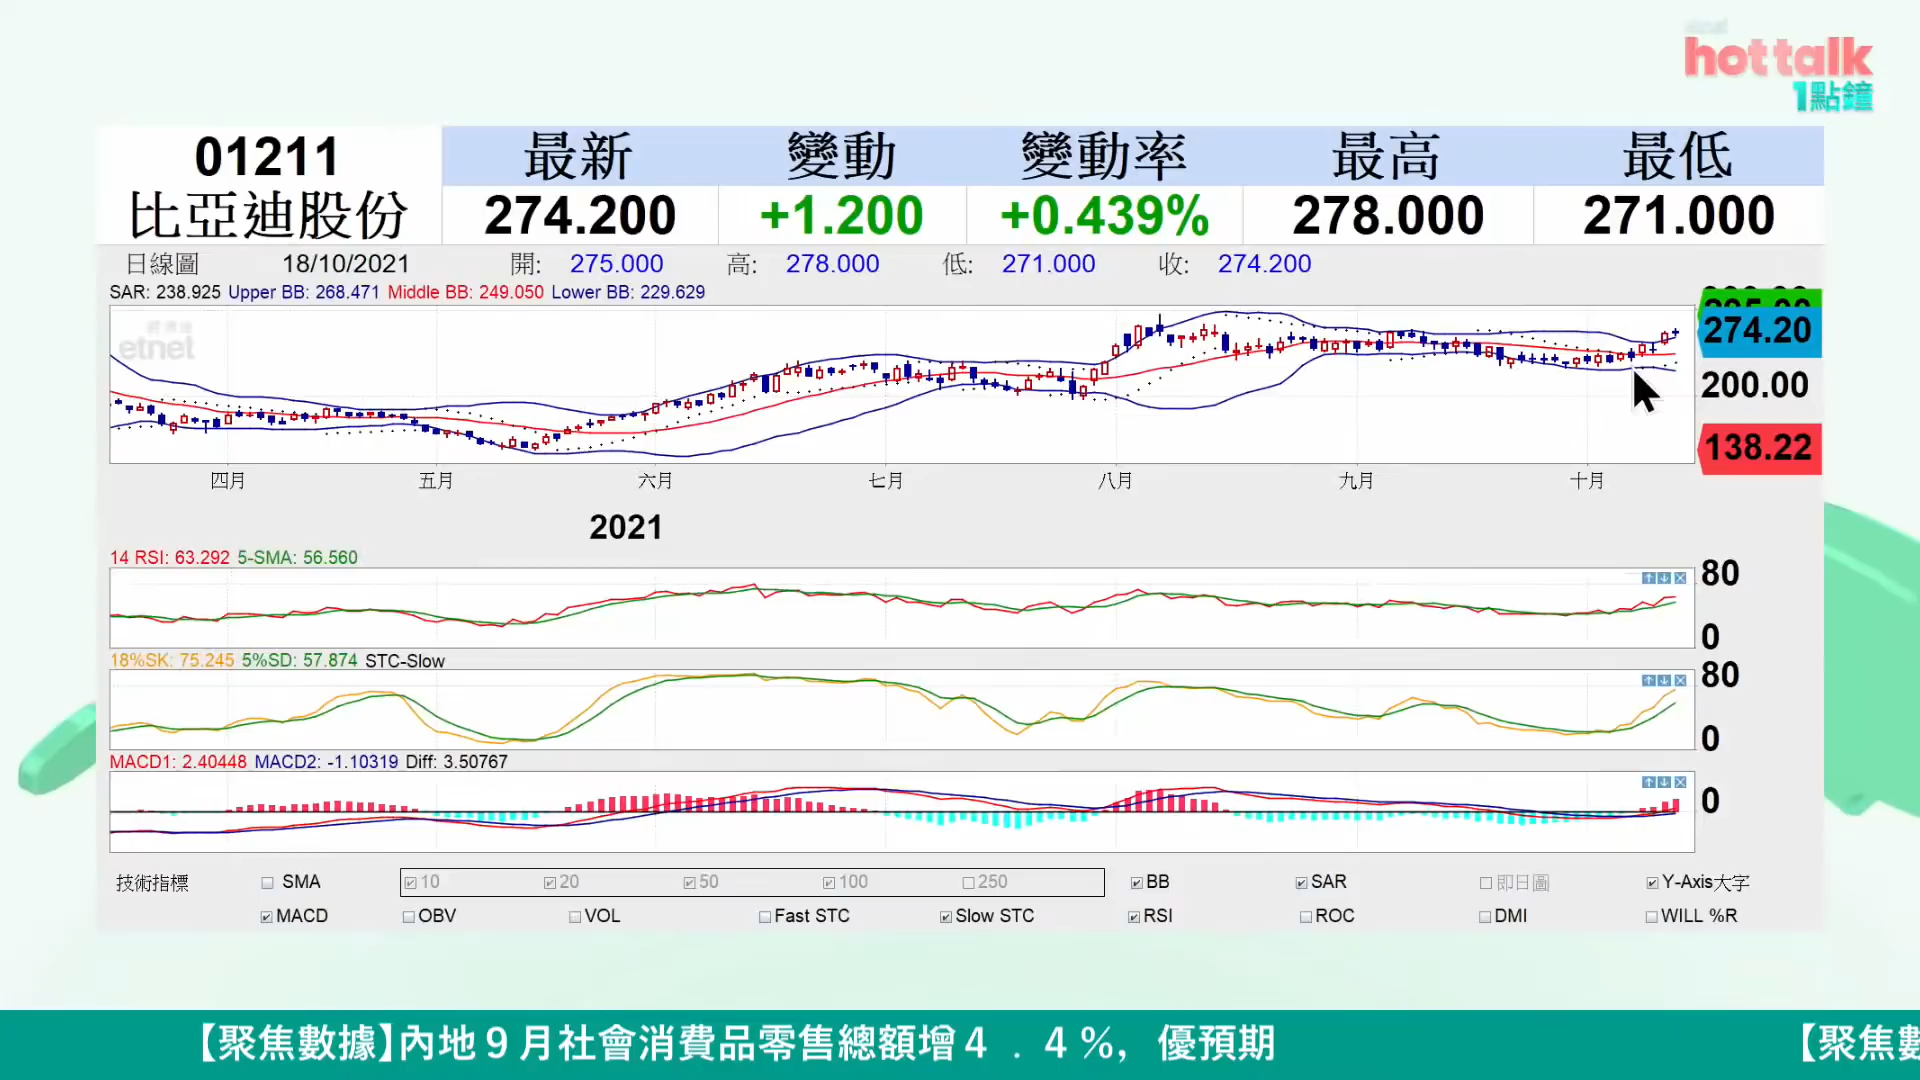 hot talk
1點鐘
01211 最新 變動 變動率 最高 最低
比亞迪股份 274.200 +1.200 +0.439% 278.000 271.000
日線圖 18/10/2021 開: 275.000 高: 278.000 低: 271.000 收: 274.200
SAR: 238.925 Upper BB: 268.471 Middle BB: 249.050 Lower BB: 229.629
經濟通
etnet
274.20
200.00
138.22
四月 五月 六月 七月 八月 九月 十月
2021
14 RSI: 63.292 5-SMA: 56.560
80
0
18%SK: 75.245 5%SD: 57.874 STC-Slow
80
0
MACD1: 2.40448 MACD2: -1.10319 Diff: 3.50767
0
技術指標 SMA 10 20 50 100 250 BB SAR 即日圖 Y-Axis大字
MACD OBV VOL Fast STC Slow STC RSI ROC DMI WILL %R
【聚焦數據】內地9月社會消費品零售總額增4．4%，優預期 【聚焦數